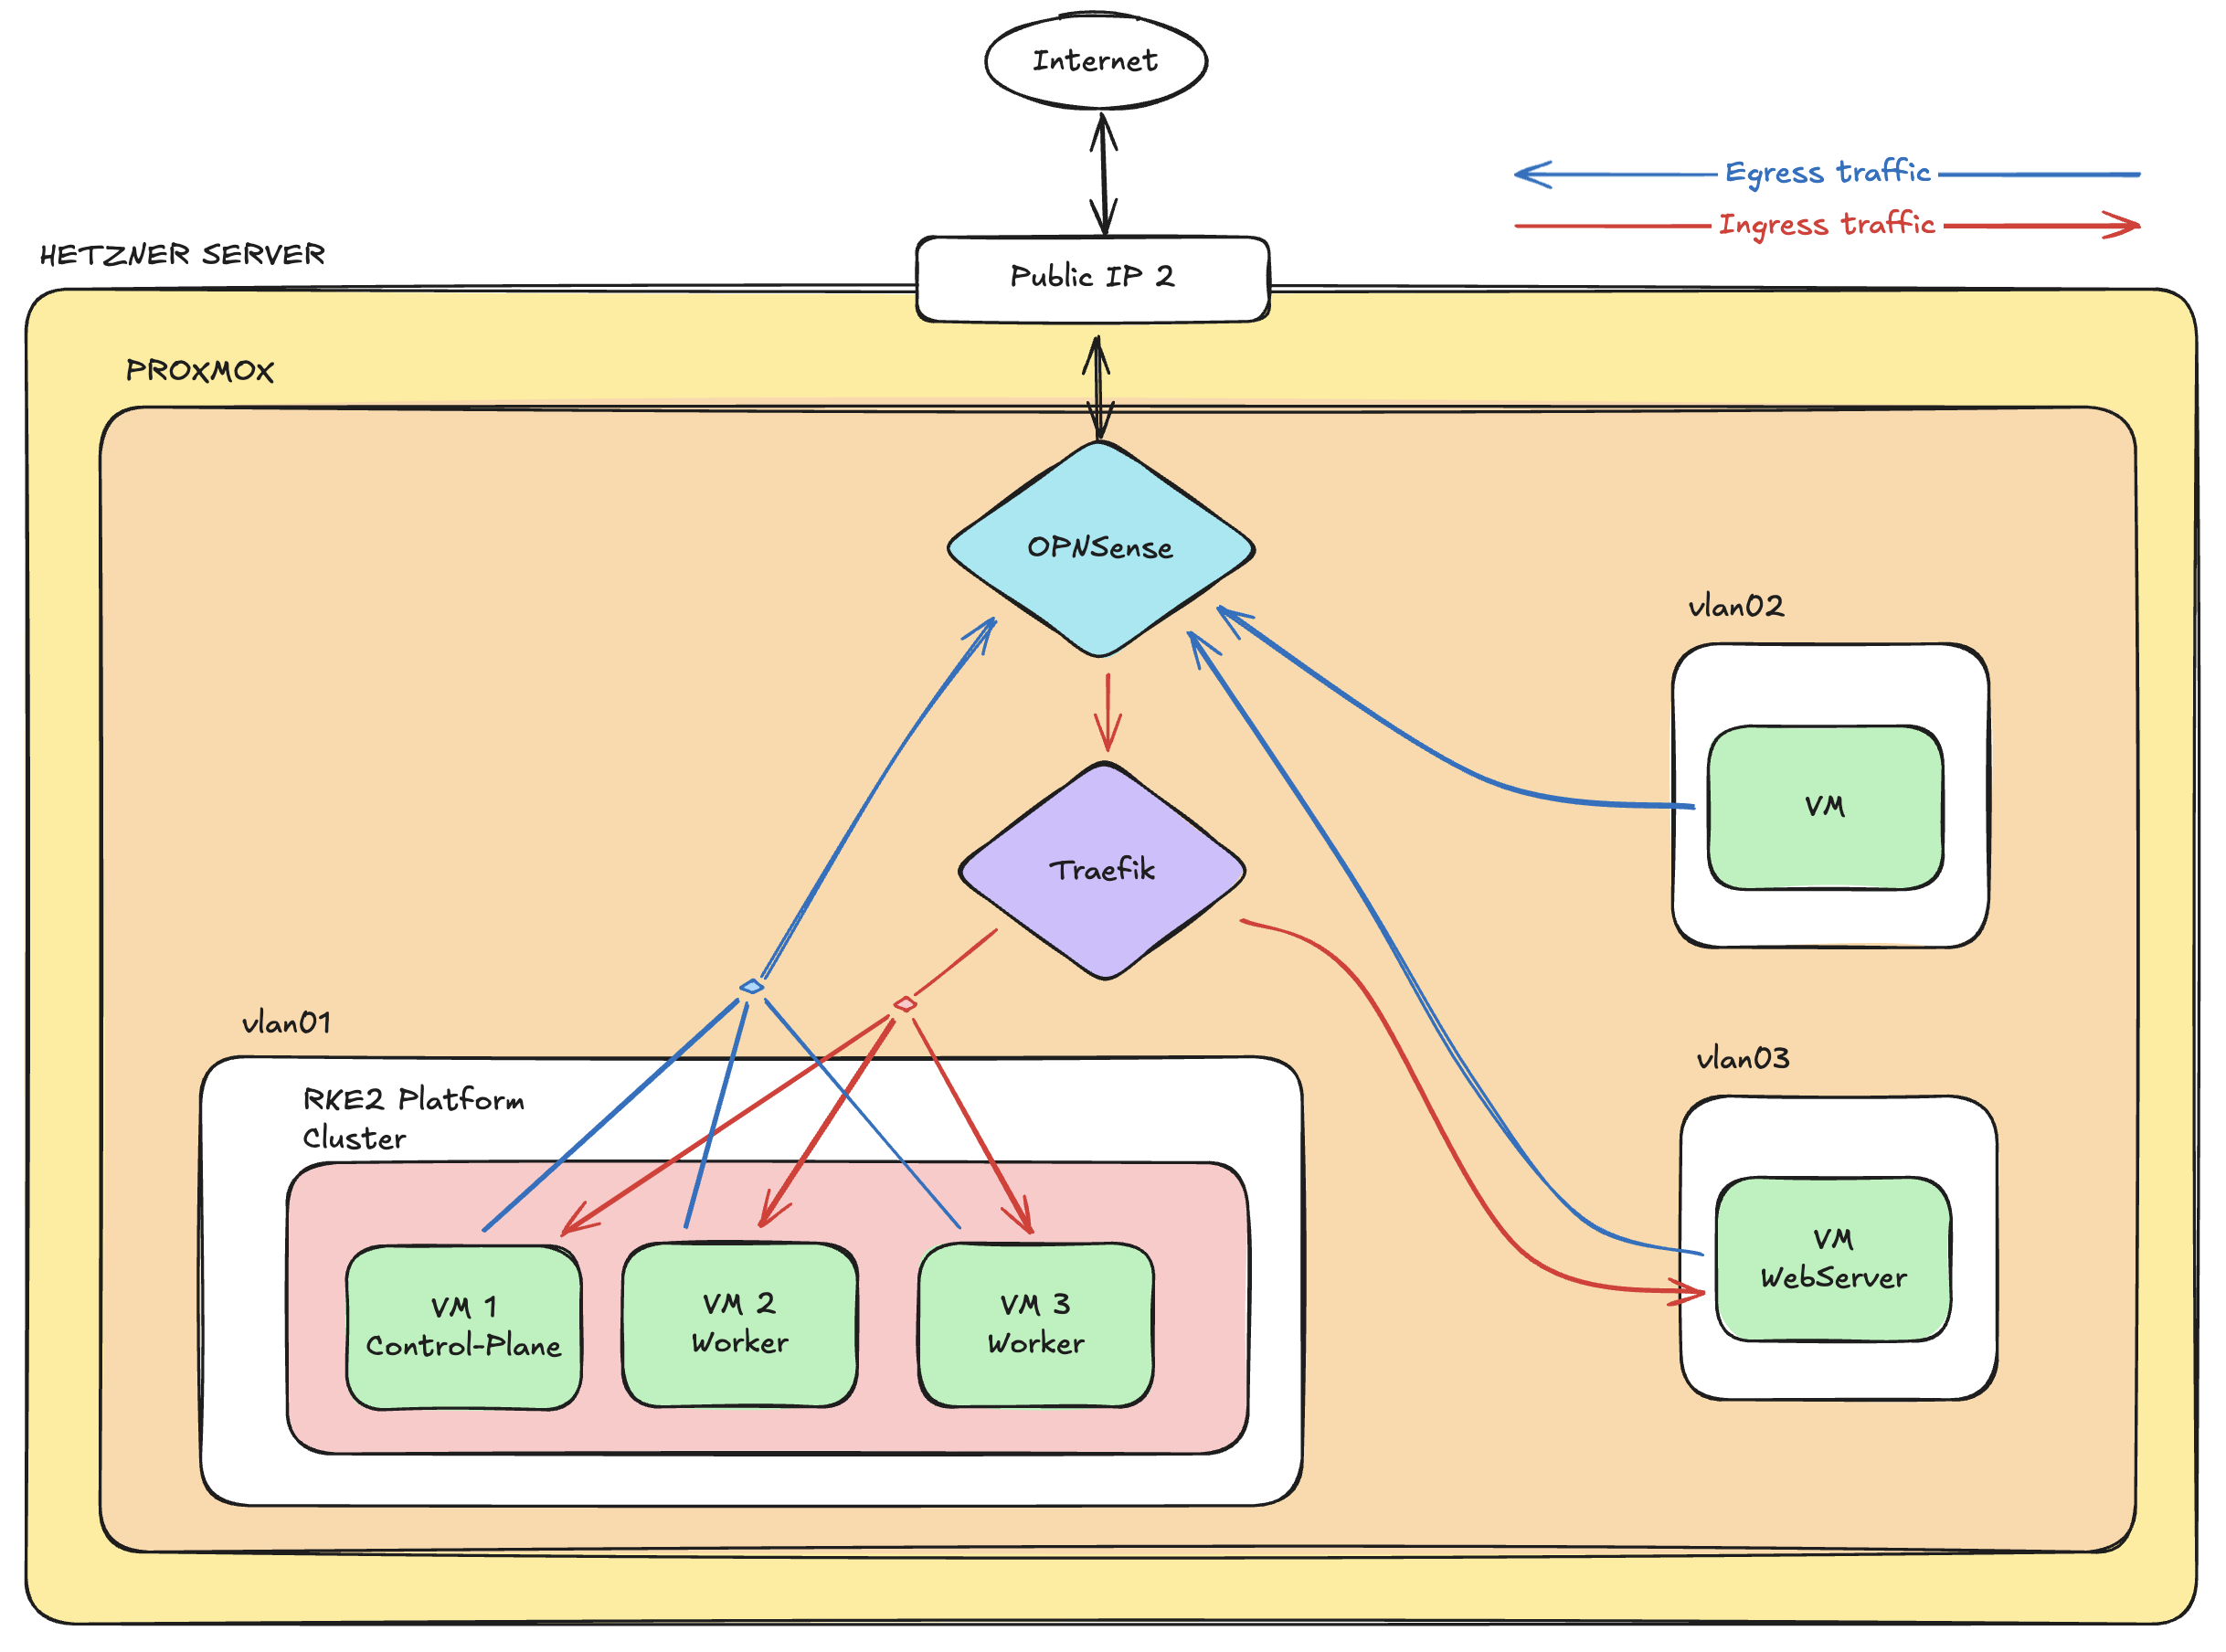 Internet
Egress traffic
Ingress traffic
HETZNER SERVER
Public IP 2
PROXMOX
OPNSense
vlan02
VM
Traefik
vlan01
RKE2 Platform
Cluster
VM 1
Control-Plane
VM 2
Worker
VM 3
Worker
vlan03
VM
WebServer